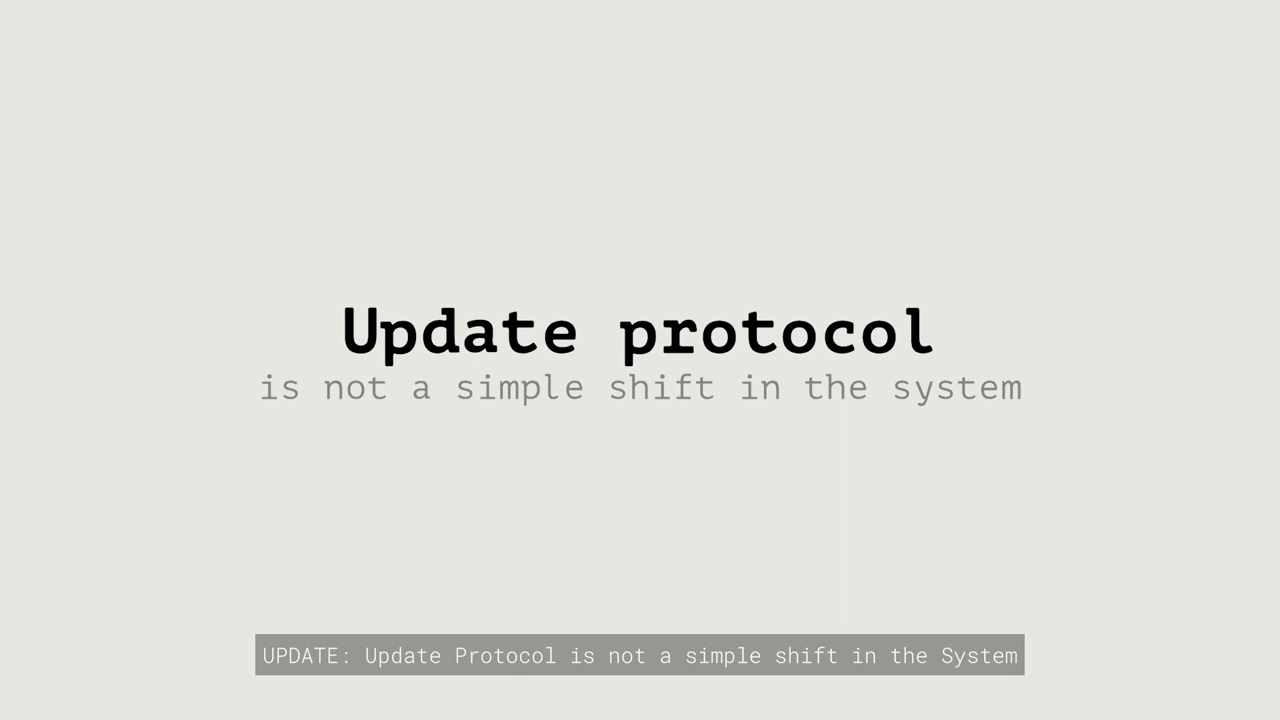 Update protocol
is not a simple shift in the system
UPDATE: Update Protocol is not a simple shift in the System